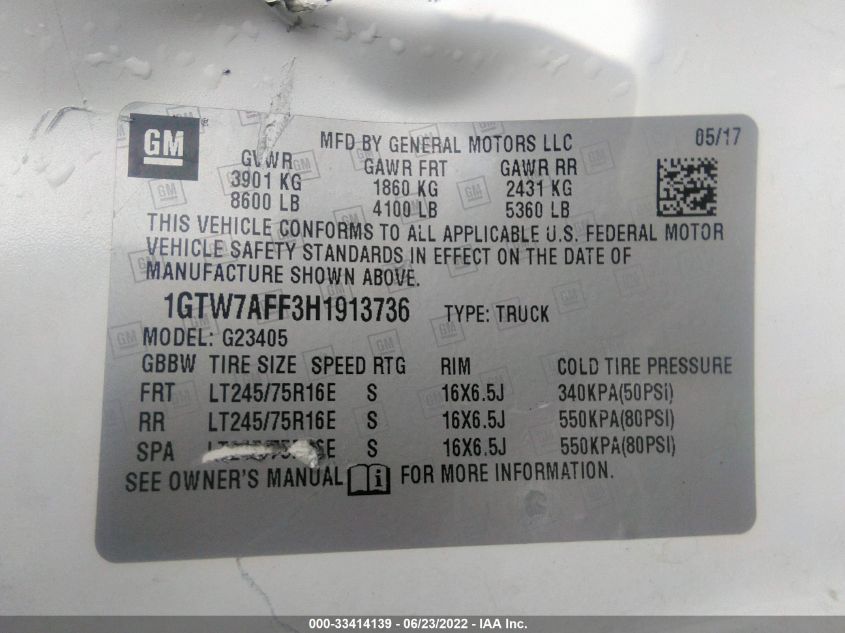 GM
MFD BY GENERAL MOTORS LLC
05/17
GVWR GAWR FRT GAWR RR
3901 KG 1860 KG 2431 KG
8600 LB 4100 LB 5360 LB
THIS VEHICLE CONFORMS TO ALL APPLICABLE U.S. FEDERAL MOTOR
VEHICLE SAFETY STANDARDS IN EFFECT ON THE DATE OF
MANUFACTURE SHOWN ABOVE.
1GTW7AFF3H1913736 TYPE: TRUCK
MODEL: G23405
GBBW TIRE SIZE SPEED RTG RIM COLD TIRE PRESSURE
FRT LT245/75R16E S 16X6.5J 340KPA(50PSI)
RR LT245/75R16E S 16X6.5J 550KPA(80PSI)
SPA LT245/75R16E S 16X6.5J 550KPA(80PSI)
SEE OWNER'S MANUAL i FOR MORE INFORMATION.
000-33414139 - 06/23/2022 - IAA Inc.